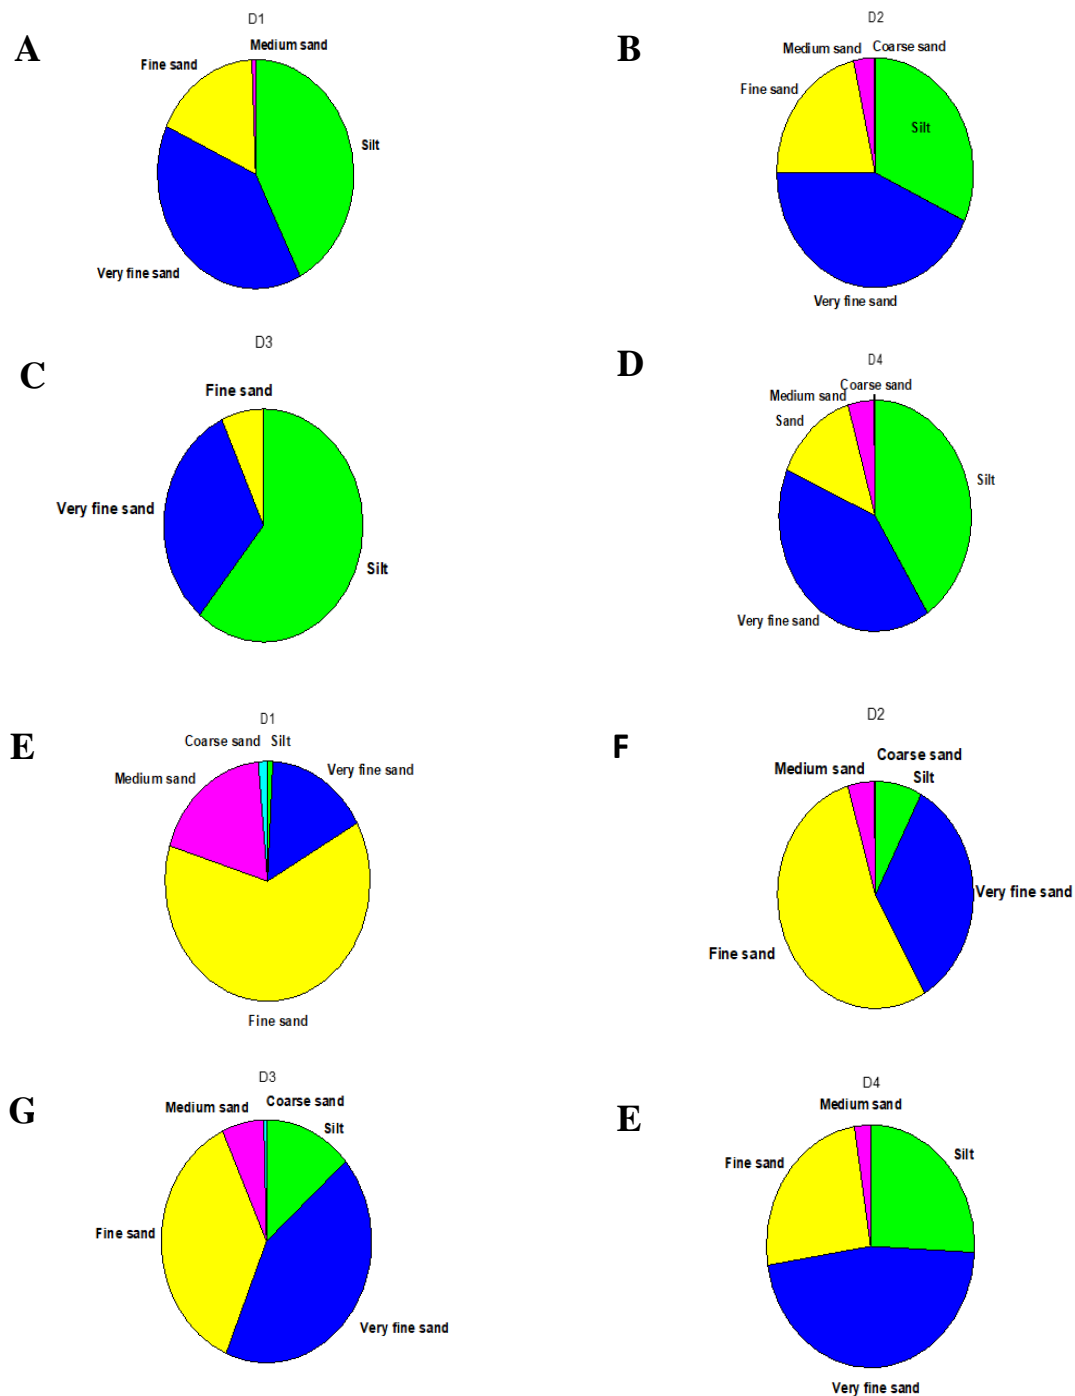 D1
A
Medium sand
Fine sand
Silt
Very fine sand
D2
B
Medium sand
Coarse sand
Fine sand
Silt
Very fine sand
D3
C
Fine sand
Very fine sand
Silt
D4
D
Coarse sand
Medium sand
Sand
Silt
Very fine sand
D1
E
Coarse sand
Silt
Medium sand
Very fine sand
Fine sand
D2
F
Coarse sand
Medium sand
Silt
Very fine sand
Fine sand
D3
G
Medium sand
Coarse sand
Silt
Fine sand
Very fine sand
D4
E
Medium sand
Silt
Fine sand
Very fine sand